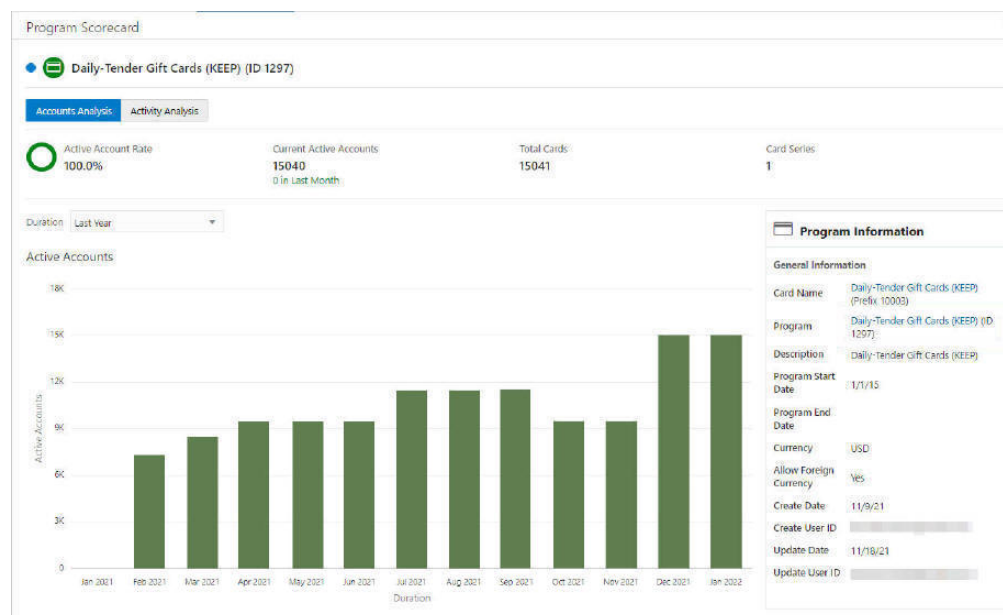 Program Scorecard
Daily-Tender Gift Cards (KEEP) (ID 1297)
Accounts Analysis
Activity Analysis
Active Account Rate
100.0%
Current Active Accounts
15040
0 in Last Month
Total Cards
15041
Card Series
1
Duration
Last Year
Active Accounts
18K
15K
12K
9K
6K
3K
0
Active Accounts
Jan 2021
Feb 2021
Mar 2021
Apr 2021
May 2021
Jun 2021
Jul 2021
Aug 2021
Sep 2021
Oct 2021
Nov 2021
Dec 2021
Jan 2022
Duration
Program Information
General Information
Card Name
Daily-Tender Gift Cards (KEEP)
(Prefix 10003)
Program
Daily-Tender Gift Cards (KEEP) (ID
1297)
Description
Daily-Tender Gift Cards (KEEP)
Program Start
Date
1/1/15
Program End
Date
Currency
USD
Allow Foreign
Currency
Yes
Create Date
11/9/21
Create User ID
Update Date
11/18/21
Update User ID